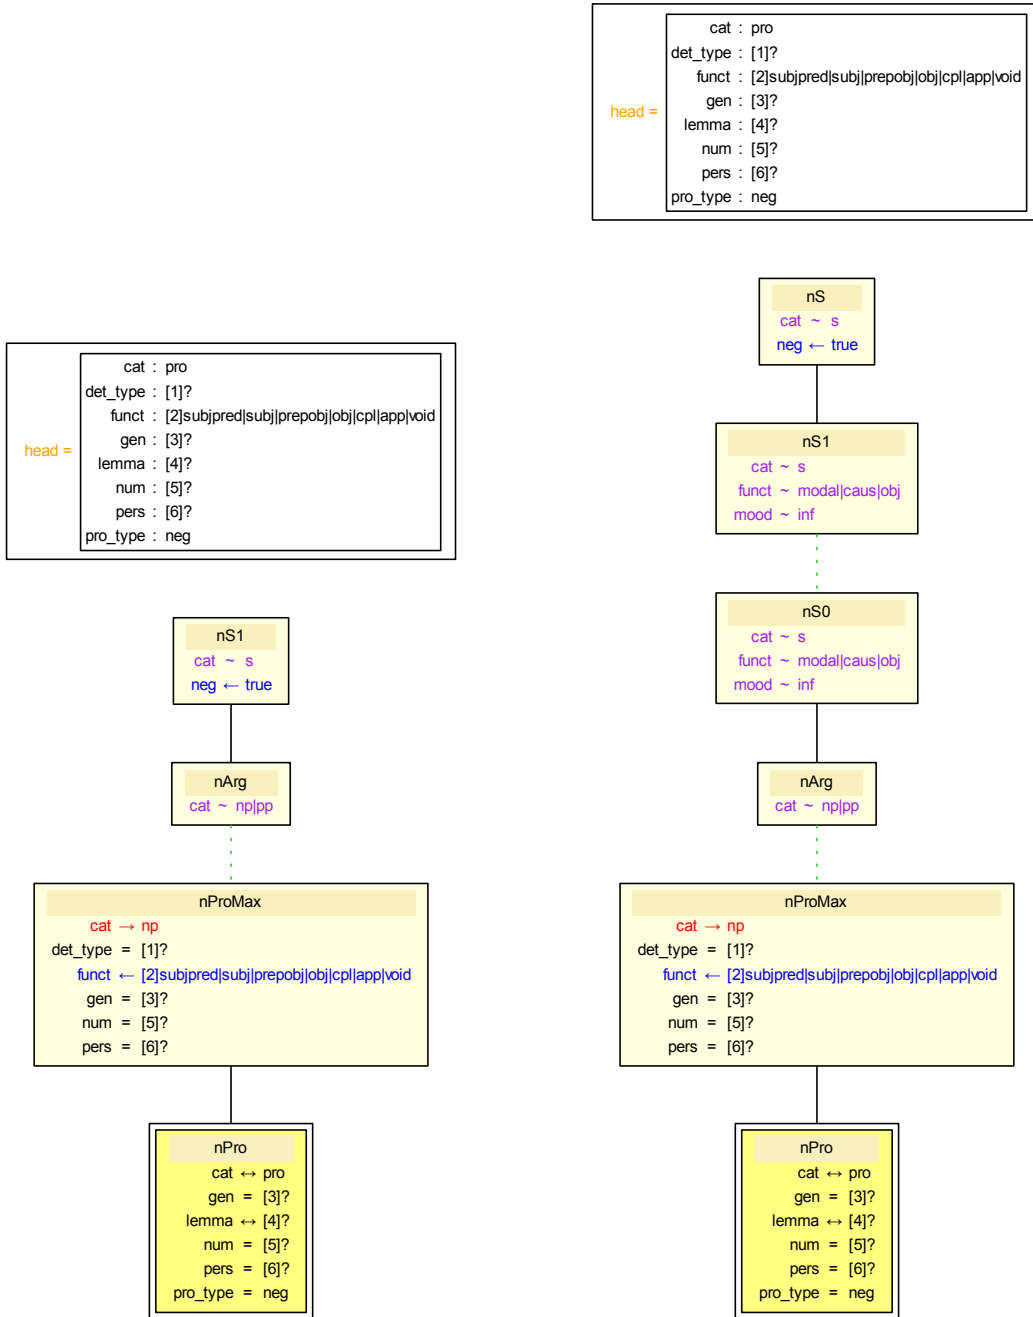 head =
cat : pro
det_type : [1]?
funct : [2]subjpred|subj|prepobj|obj|cpl|app|void
gen : [3]?
lemma : [4]?
num : [5]?
pers : [6]?
pro_type : neg
nS1
cat ~ s
neg ← true
nArg
cat ~ np|pp
nProMax
cat → np
det_type = [1]?
funct ← [2]subjpred|subj|prepobj|obj|cpl|app|void
gen = [3]?
num = [5]?
pers = [6]?
nPro
cat ↔ pro
gen = [3]?
lemma ↔ [4]?
num = [5]?
pers = [6]?
pro_type = neg
head =
cat : pro
det_type : [1]?
funct : [2]subjpred|subj|prepobj|obj|cpl|app|void
gen : [3]?
lemma : [4]?
num : [5]?
pers : [6]?
pro_type : neg
nS
cat ~ s
neg ← true
nS1
cat ~ s
funct ~ modal|caus|obj
mood ~ inf
nS0
cat ~ s
funct ~ modal|caus|obj
mood ~ inf
nArg
cat ~ np|pp
nProMax
cat → np
det_type = [1]?
funct ← [2]subjpred|subj|prepobj|obj|cpl|app|void
gen = [3]?
num = [5]?
pers = [6]?
nPro
cat ↔ pro
gen = [3]?
lemma ↔ [4]?
num = [5]?
pers = [6]?
pro_type = neg